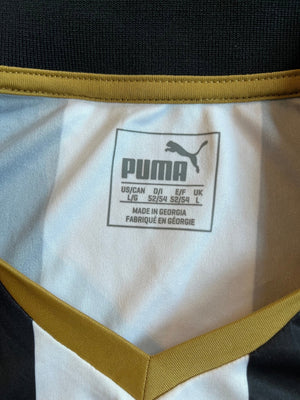 PUMA
US/CAN D/I E/F UK
L/G 52/54 52/54 L
MADE IN GEORGIA
FABRIQUÉ EN GÉORGIE